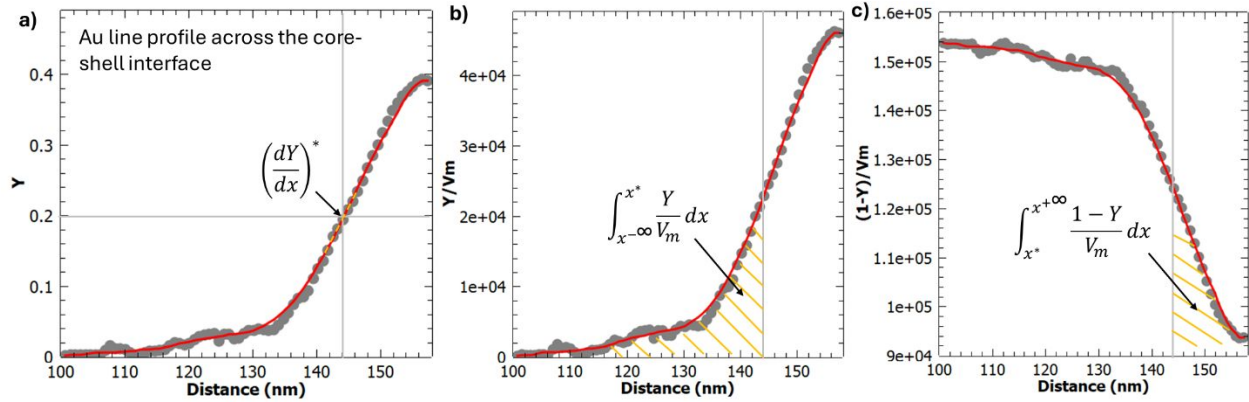 a)
Au line profile across the core-
shell interface
0.4
0.3
0.2
0.1
0
Y
(dY/dx)*
100 110 120 130 140 150
Distance (nm)
b)
4e+04
2e+04
1e+04
0
Y/Vm
∫_{x^{-∞}}^{x^*} Y/V_m dx
100 110 120 130 140 150
Distance (nm)
c)
1.6e+05
1.5e+05
1.4e+05
1.3e+05
1.2e+05
1.1e+05
1e+05
9e+04
(1-Y)/Vm
∫_{x^*}^{x^{+∞}} 1−Y/V_m dx
100 110 120 130 140 150
Distance (nm)